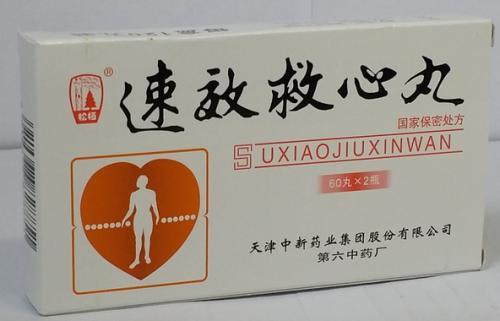 松柏
®
速效救心丸
国家保密处方
SUXIAOJIUXINWAN
60丸×2瓶
天津中新药业集团股份有限公司
第六中药厂